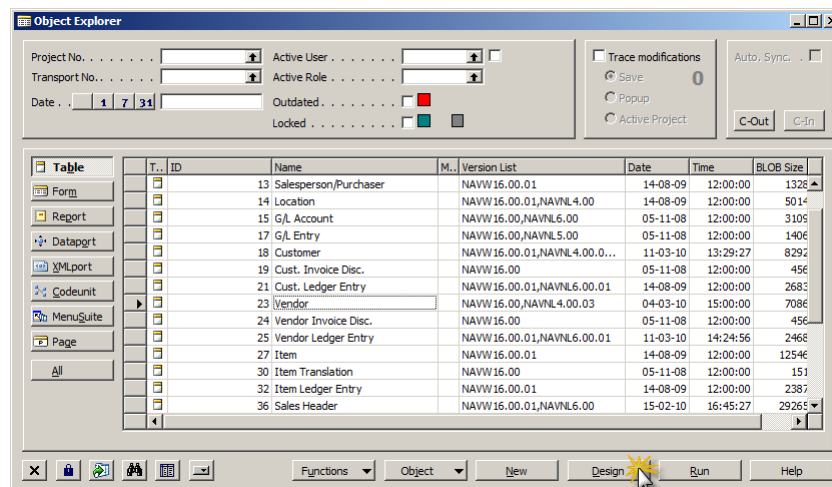 Object Explorer
Project No. . . . . . . . Active User . . . . . . . Trace modifications Auto. Sync. . .
Transport No. . . . . . . Active Role . . . . . . . Save 0
Date . . 1 7 31 Outdated . . . . . . . . Popup
Locked . . . . . . . . . Active Project C-Out C-In
Table T.. ID Name M.. Version List Date Time BLOB Size
Form 13 Salesperson/Purchaser NAVW16.00.01 14-08-09 12:00:00 1328
14 Location NAVW16.00.01,NAVNL4.00 14-08-09 12:00:00 5014
Report 15 G/L Account NAVW16.00,NAVNL6.00 05-11-08 12:00:00 3109
Dataport 17 G/L Entry NAVW16.00,NAVNL5.00 05-11-08 12:00:00 1406
XMLport 18 Customer NAVW16.00.01,NAVNL4.00.0... 11-03-10 13:29:27 8292
19 Cust. Invoice Disc. NAVW16.00 05-11-08 12:00:00 456
Codeunit 21 Cust. Ledger Entry NAVW16.00.01,NAVNL6.00.01 14-08-09 12:00:00 2683
MenuSuite 23 Vendor NAVW16.00,NAVNL4.00.03 04-03-10 15:00:00 7086
24 Vendor Invoice Disc. NAVW16.00 05-11-08 12:00:00 456
Page 25 Vendor Ledger Entry NAVW16.00.01,NAVNL6.00.01 11-03-10 14:24:56 2468
27 Item NAVW16.00.01 14-08-09 12:00:00 12546
All 30 Item Translation NAVW16.00 05-11-08 12:00:00 151
32 Item Ledger Entry NAVW16.00.01 14-08-09 12:00:00 2387
36 Sales Header NAVW16.00.01,NAVNL6.00 15-02-10 16:45:27 29265
Functions Object New Design Run Help